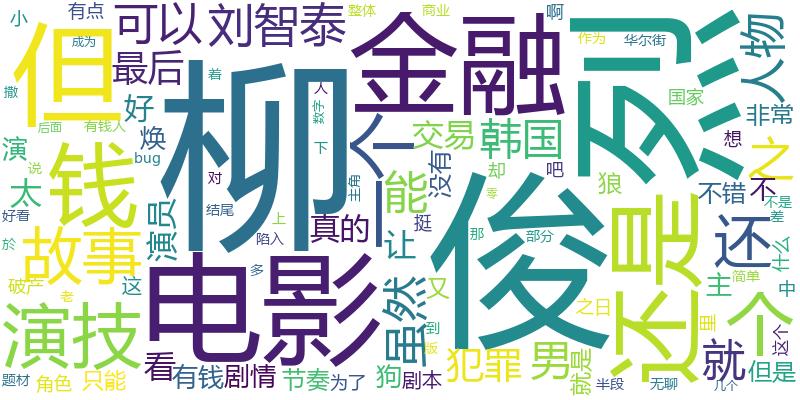 小
有点
成为
可以
刘智泰
整体
商业
啊
作为
华尔街
但
最后
着
人
金融
列
人物
撒
后面
有钱人
好
焕
bug
数字
下
个
交易
韩国
国家
非常
想
之
演
说
钱
柳
对
能
没有
却
吧
狼
太
好看
演员
结尾
上
主角
真的
挺
俊
零
不错
不
不是
差
於
故事
陷入
一
让
那
部分
还是
还
什么
破产
这
老
电影
多
虽然
又
之日
里
主
简单
中
个
演技
到
版
看
犯罪
男
就是
就
但是
这个
题材
角色
只能
有钱
剧情
节奏
为了
狗
剧本
半段
无聊
几个